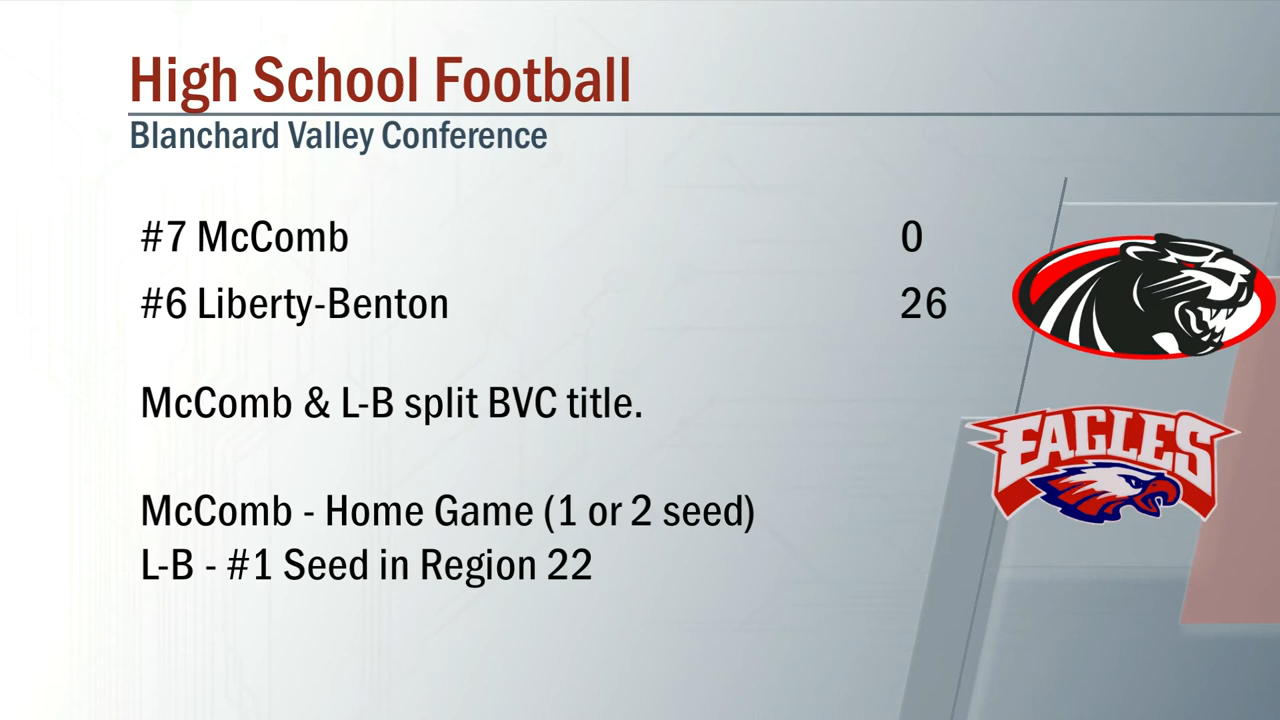 High School Football
Blanchard Valley Conference
#7 McComb 0
#6 Liberty-Benton 26
McComb & L-B split BVC title.
EAGLES
McComb - Home Game (1 or 2 seed)
L-B - #1 Seed in Region 22